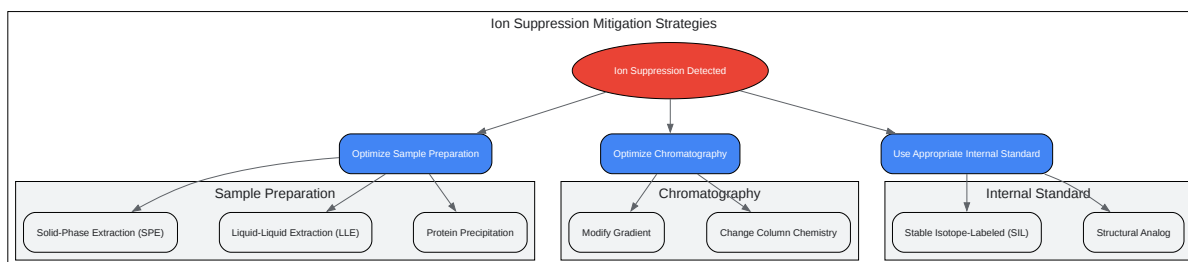 Ion Suppression Mitigation Strategies
Ion Suppression Detected
Optimize Sample Preparation
Optimize Chromatography
Use Appropriate Internal Standard
Sample Preparation
Chromatography
Internal Standard
Solid-Phase Extraction (SPE)
Liquid-Liquid Extraction (LLE)
Protein Precipitation
Modify Gradient
Change Column Chemistry
Stable Isotope-Labeled (SIL)
Structural Analog